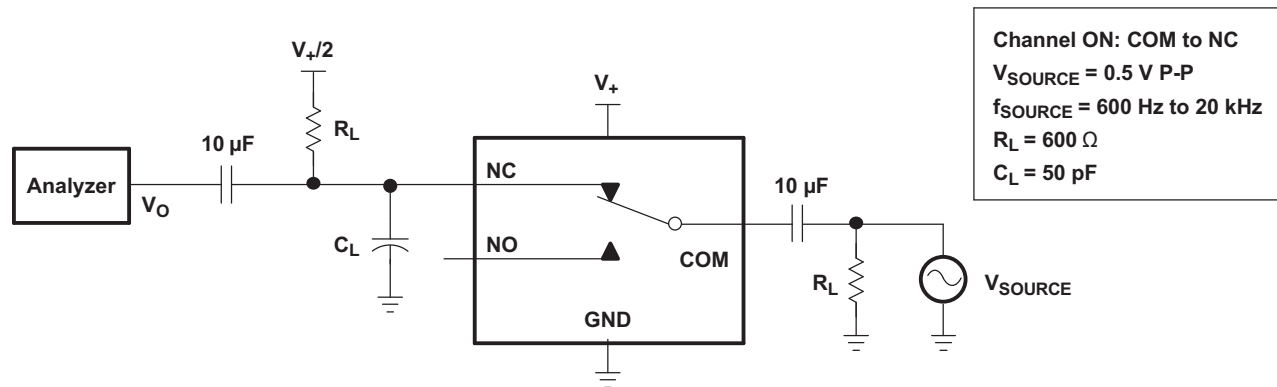 V+/2
V+
RL
10 µF
Analyzer
VO
NC
CL
NO
COM
GND
10 µF
RL
VSOURCE
Channel ON: COM to NC
VSOURCE = 0.5 V P-P
fSOURCE = 600 Hz to 20 kHz
RL = 600 Ω
CL = 50 pF